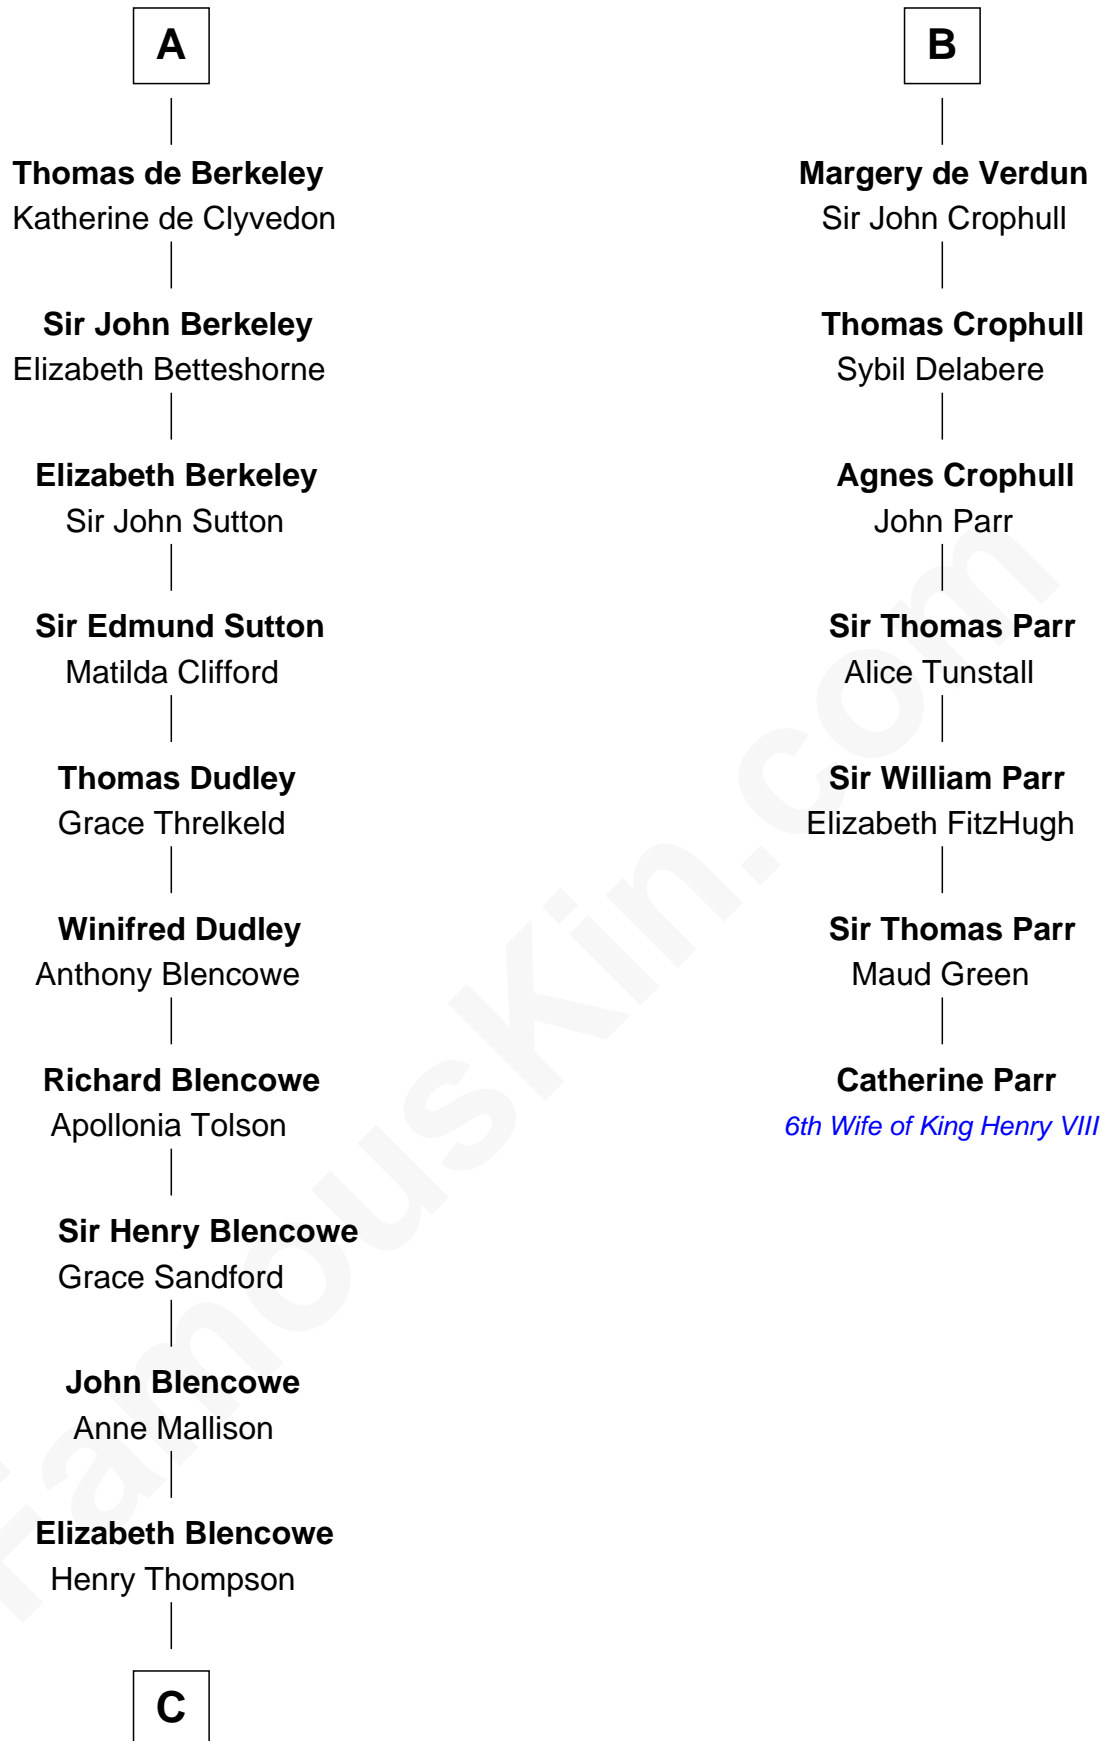 A
Thomas de Berkeley
Katherine de Clyvedon
Sir John Berkeley
Elizabeth Betteshorne
Elizabeth Berkeley
Sir John Sutton
Sir Edmund Sutton
Matilda Clifford
Thomas Dudley
Grace Threlkeld
Winifred Dudley
Anthony Blencowe
Richard Blencowe
Apollonia Tolson
Sir Henry Blencowe
Grace Sandford
John Blencowe
Anne Mallison
Elizabeth Blencowe
Henry Thompson
C
B
Margery de Verdun
Sir John Crophull
Thomas Crophull
Sybil Delabere
Agnes Crophull
John Parr
Sir Thomas Parr
Alice Tunstall
Sir William Parr
Elizabeth FitzHugh
Sir Thomas Parr
Maud Green
Catherine Parr
6th Wife of King Henry VIII
FamousKin.com